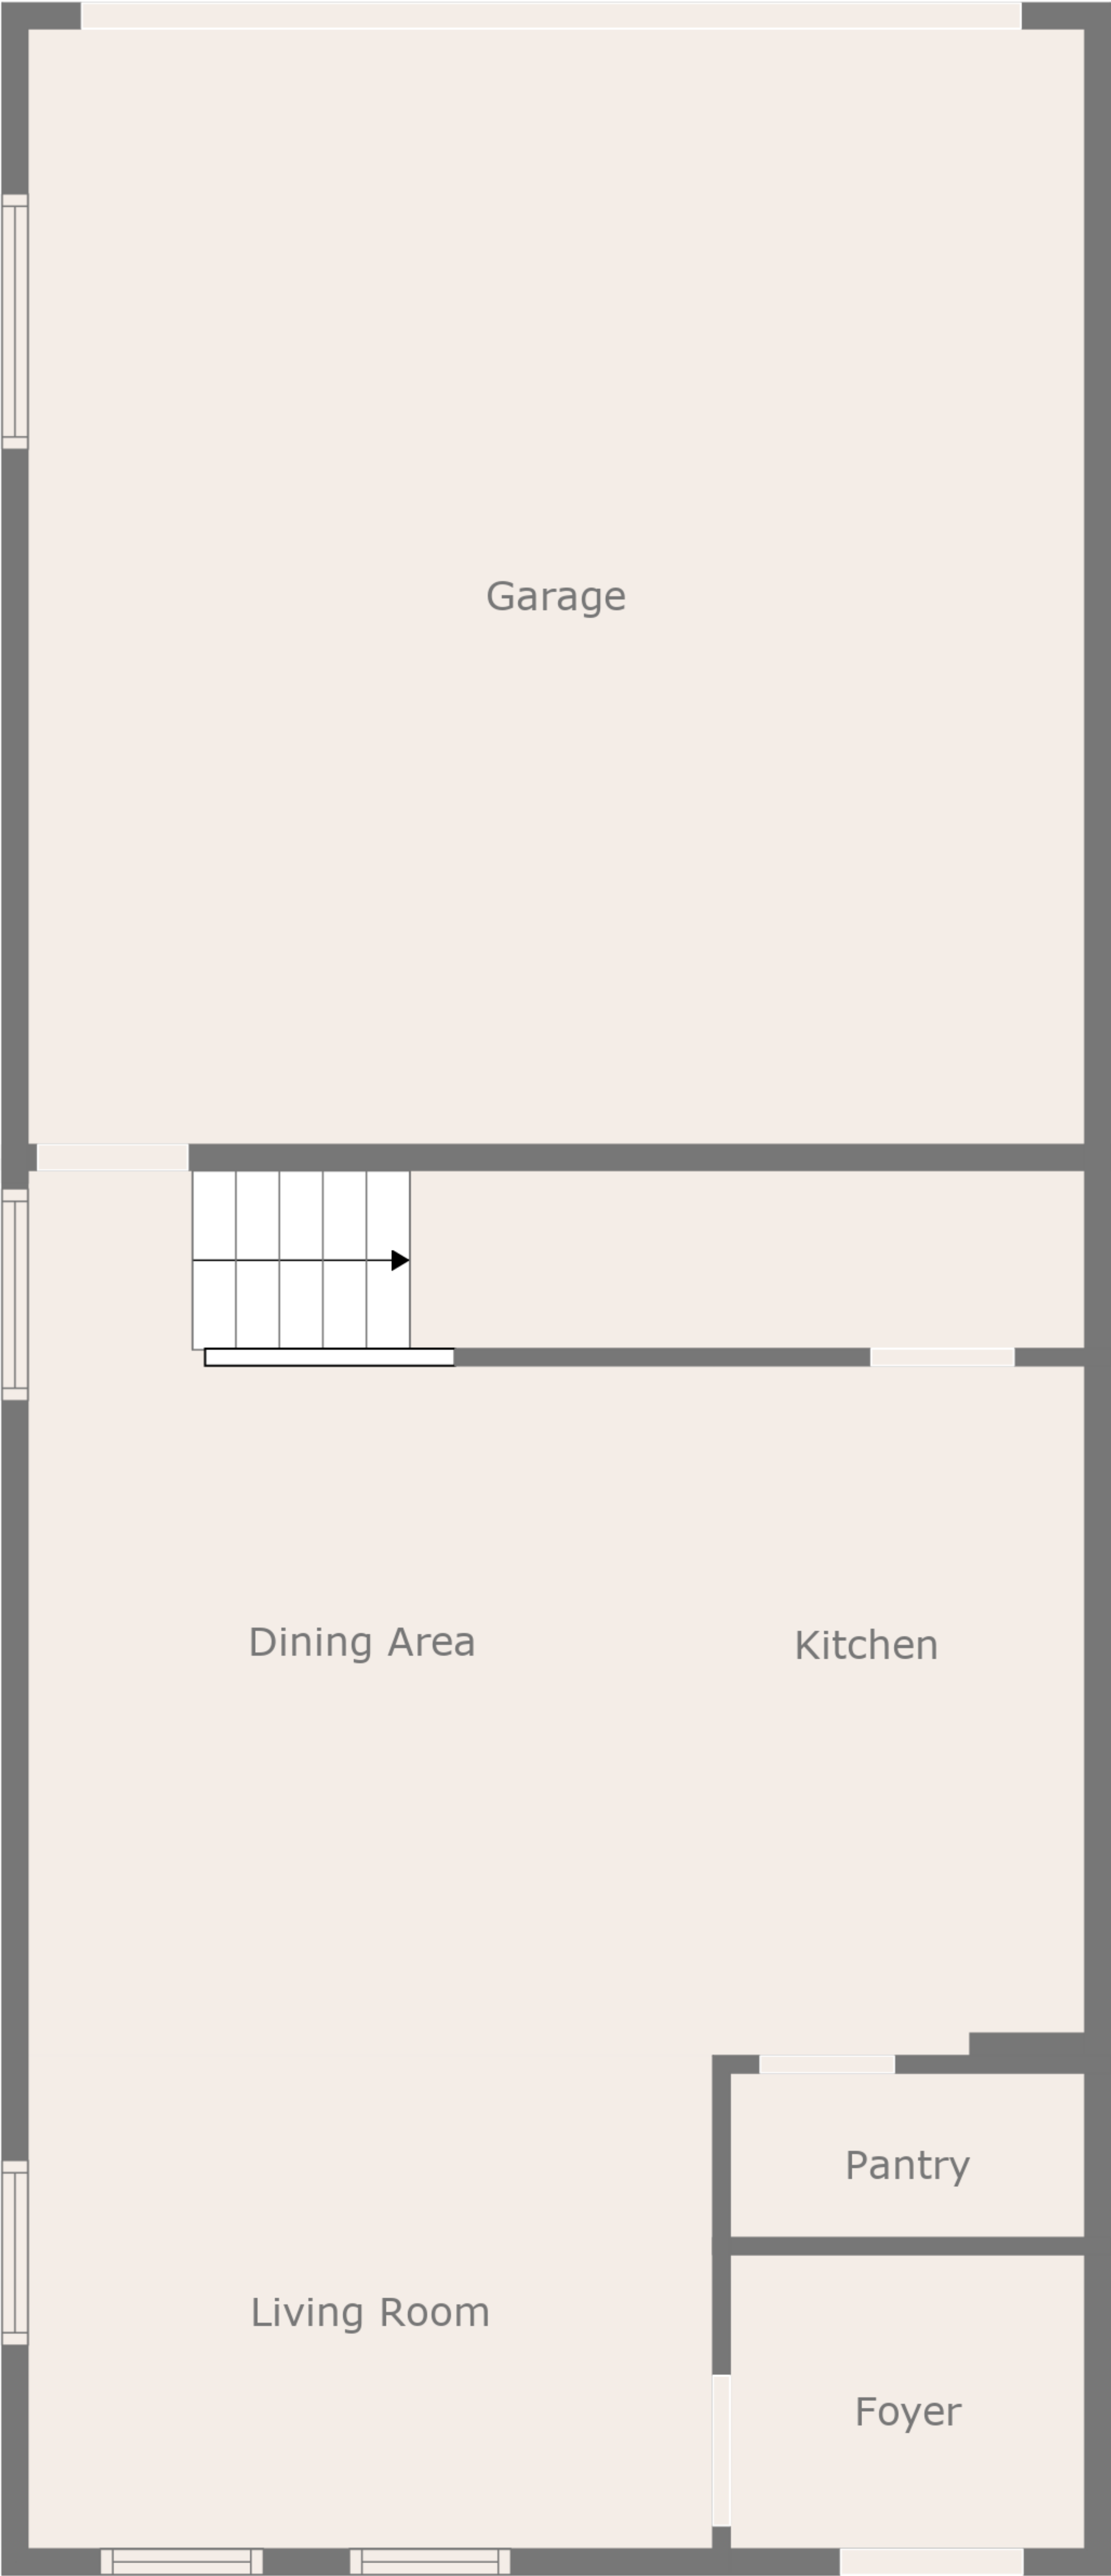 Garage
Dining Area
Kitchen
Pantry
Living Room
Foyer